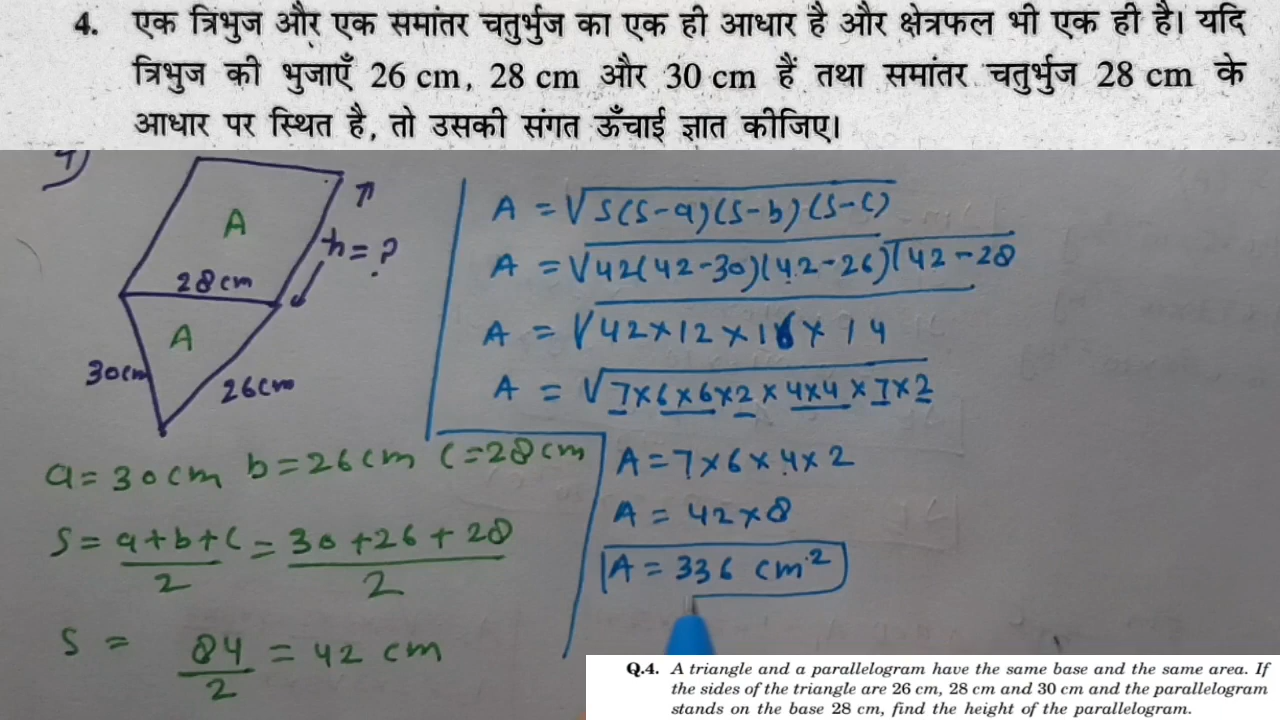 4. एक त्रिभुज और एक समांतर चतुर्भुज का एक ही आधार है और क्षेत्रफल भी एक ही है। यदि
त्रिभुज की भुजाएँ 26 cm, 28 cm और 30 cm हैं तथा समांतर चतुर्भुज 28 cm के
आधार पर स्थित है, तो उसकी संगत ऊँचाई ज्ञात कीजिए।
A
h = ?
28cm
A
30cm
26cm
a = 30cm b = 26cm c = 28cm
S = a+b+c/2 = 30+26+28/2
S = 84/2 = 42 cm
A = √S(S-a)(S-b)(S-c)
A = √42(42-30)(42-26)(42-28
A = √42×12×16×14
A = √7×6×6×2×4×4×7×2
A = 7×6×4×2
A = 42×8
A = 336 cm²
Q.4. A triangle and a parallelogram have the same base and the same area. If
the sides of the triangle are 26 cm, 28 cm and 30 cm and the parallelogram
stands on the base 28 cm, find the height of the parallelogram.